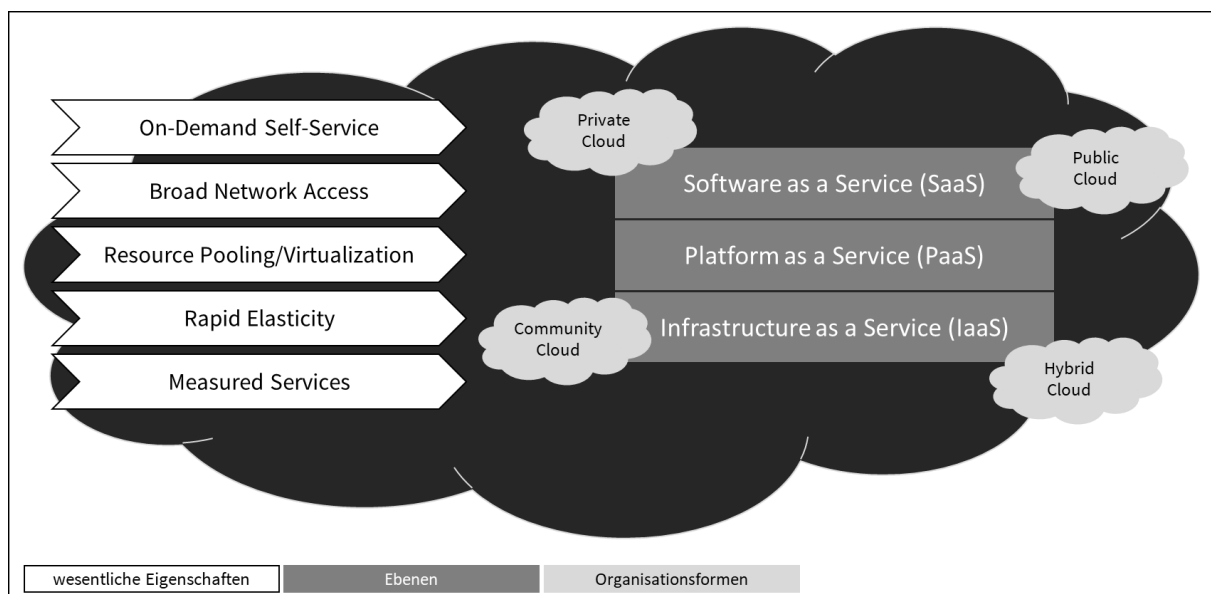 On-Demand Self-Service
Broad Network Access
Resource Pooling/Virtualization
Rapid Elasticity
Measured Services
Private
Cloud
Public
Cloud
Software as a Service (SaaS)
Platform as a Service (PaaS)
Infrastructure as a Service (IaaS)
Community
Cloud
Hybrid
Cloud
wesentliche Eigenschaften
Ebenen
Organisationsformen